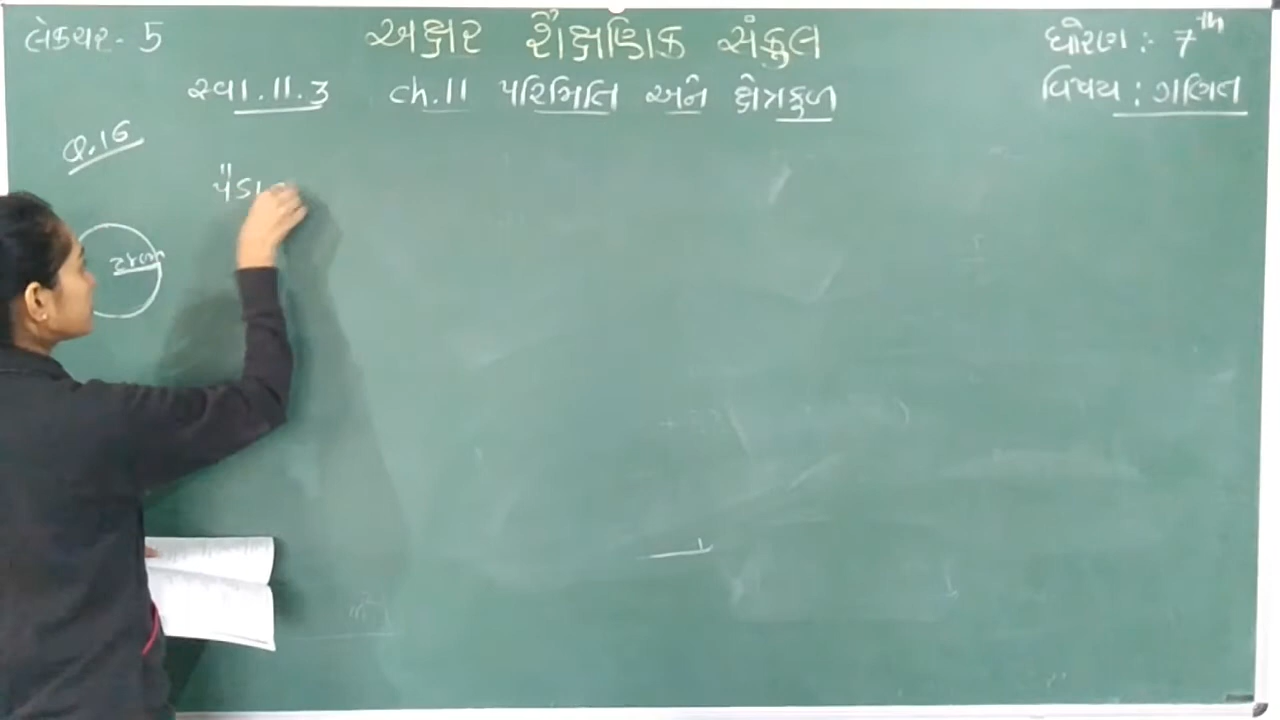 લેક્ચર - 5
અક્ષર શૈક્ષણિક સંકુલ
ધોરણ :- 7th
સ્વા.11.3 ch.11 પરિમિતિ અને ક્ષેત્રફળ
વિષય : ગણિત
Q.16
પૈંડા